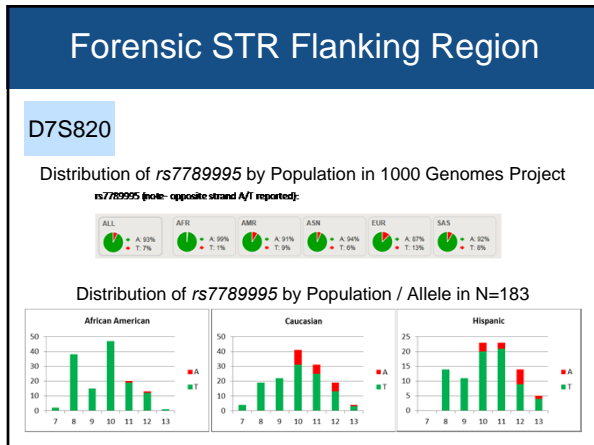 Forensic STR Flanking Region
D7S820
Distribution of rs7789995 by Population in 1000 Genomes Project
rs7789995 (note- opposite strand A/T reported):
ALL AFR AMR ASN EUR SAS
A: 93% A: 99% A: 91% A: 94% A: 87% A: 92%
T: 7% T: 1% T: 9% T: 6% T: 13% T: 8%
Distribution of rs7789995 by Population / Allele in N=183
African American Caucasian Hispanic
50 50 25
40 40 20
30 A 30 A 15 A
20 T 20 T 10 T
10 10 5
0 0 0
7 8 9 10 11 12 13 7 8 9 10 11 12 13 7 8 9 10 11 12 13